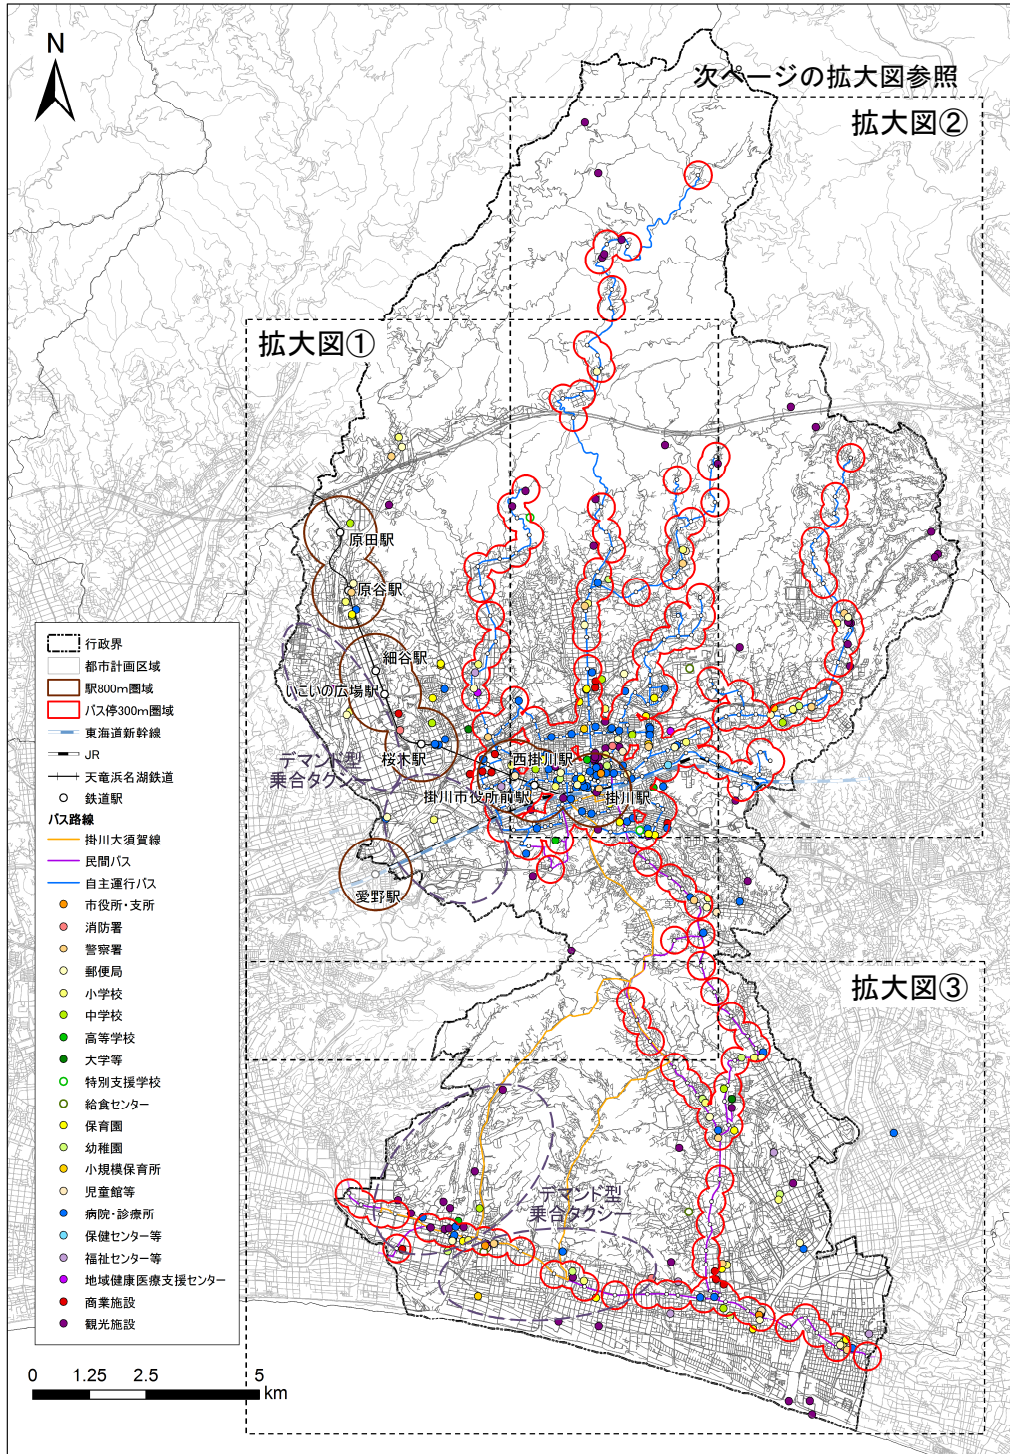 N
次ページの拡大図参照
拡大図②
拡大図①
原田駅
原谷駅
細谷駅
いこいの広場駅
桜木駅
デマンド型
乗合タクシー
西掛川駅
掛川市役所前駅
掛川駅
愛野駅
拡大図③
デマンド型
乗合タクシー
行政界
都市計画区域
駅800m圏域
バス停300m圏域
東海道新幹線
JR
天竜浜名湖鉄道
鉄道駅
バス路線
掛川大須賀線
民間バス
自主運行バス
市役所・支所
消防署
警察署
郵便局
小学校
中学校
高等学校
大学等
特別支援学校
給食センター
保育園
幼稚園
小規模保育所
児童館等
病院・診療所
保健センター等
福祉センター等
地域健康医療支援センター
商業施設
観光施設
0 1.25 2.5 5
km